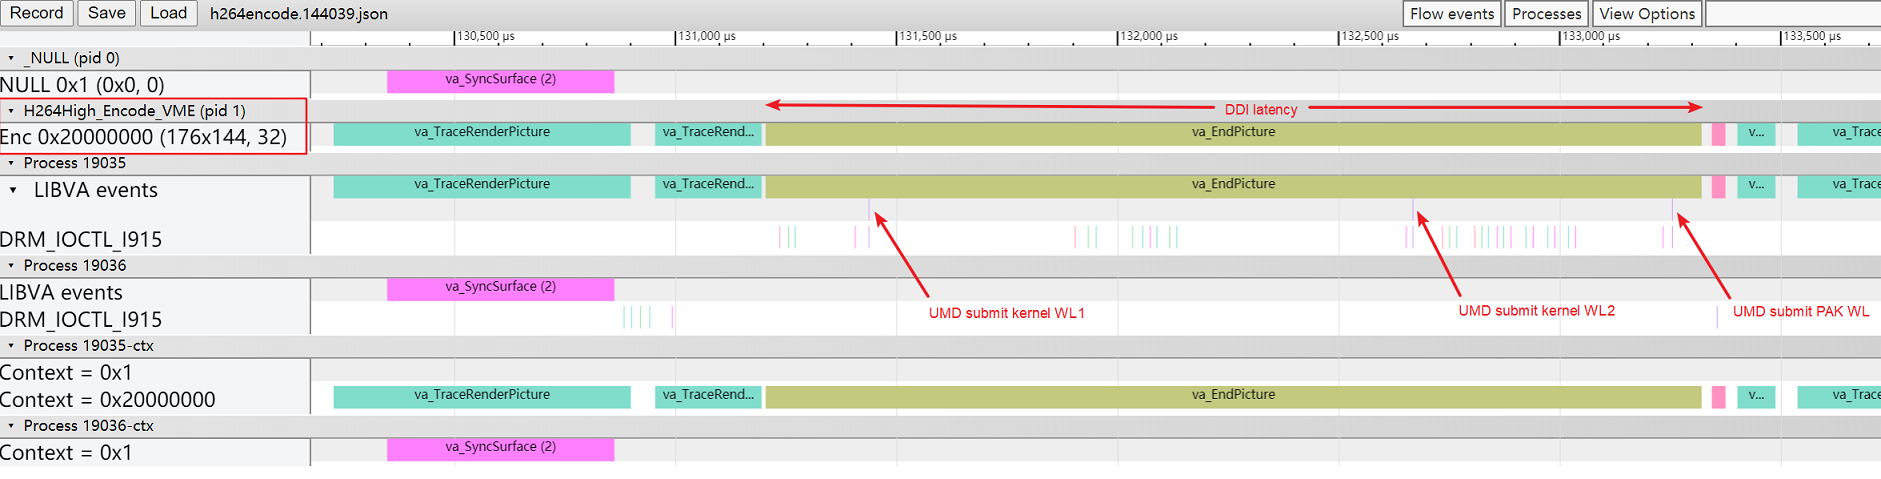 Record Save Load h264encode.144039.json Flow events Processes View Options
130,500 µs 131,000 µs 131,500 µs 132,000 µs 132,500 µs 133,000 µs 133,500 µs
_NULL (pid 0)
NULL 0x1 (0x0, 0) va_SyncSurface (2)
H264High_Encode_VME (pid 1) DDI latency
Enc 0x20000000 (176x144, 32) va_TraceRenderPicture va_TraceRend... va_EndPicture v... va_Trace
Process 19035
LIBVA events va_TraceRenderPicture va_TraceRend... va_EndPicture v... va_Trace
DRM_IOCTL_I915
Process 19036
LIBVA events va_SyncSurface (2)
UMD submit kernel WL1 UMD submit kernel WL2 UMD submit PAK WL
DRM_IOCTL_I915
Process 19035-ctx
Context = 0x1
Context = 0x20000000 va_TraceRenderPicture va_TraceRend... va_EndPicture v... va_Trace
Process 19036-ctx
Context = 0x1 va_SyncSurface (2)